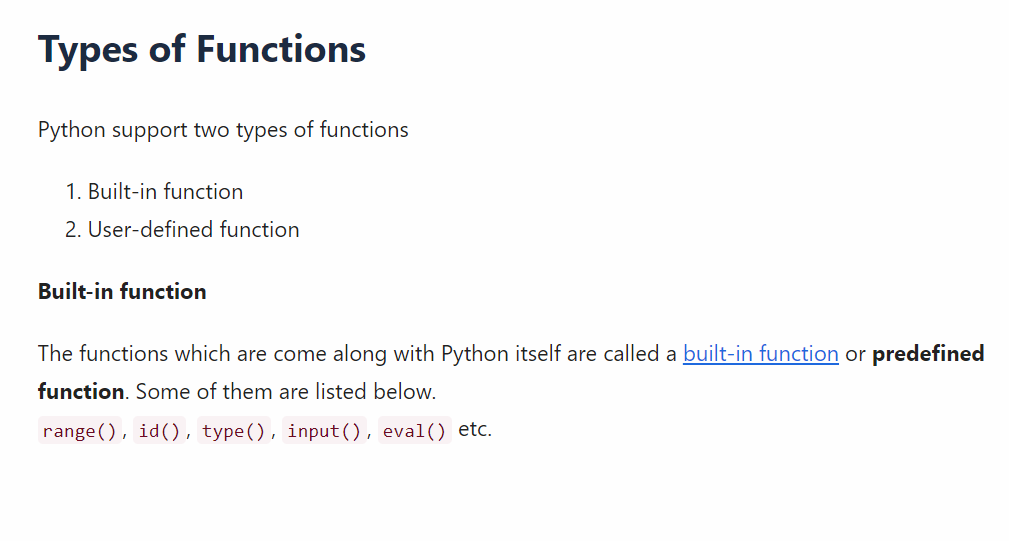 Types of Functions
Python support two types of functions
1. Built-in function
2. User-defined function
Built-in function
The functions which are come along with Python itself are called a built-in function or predefined
function. Some of them are listed below.
range(), id(), type(), input(), eval() etc.